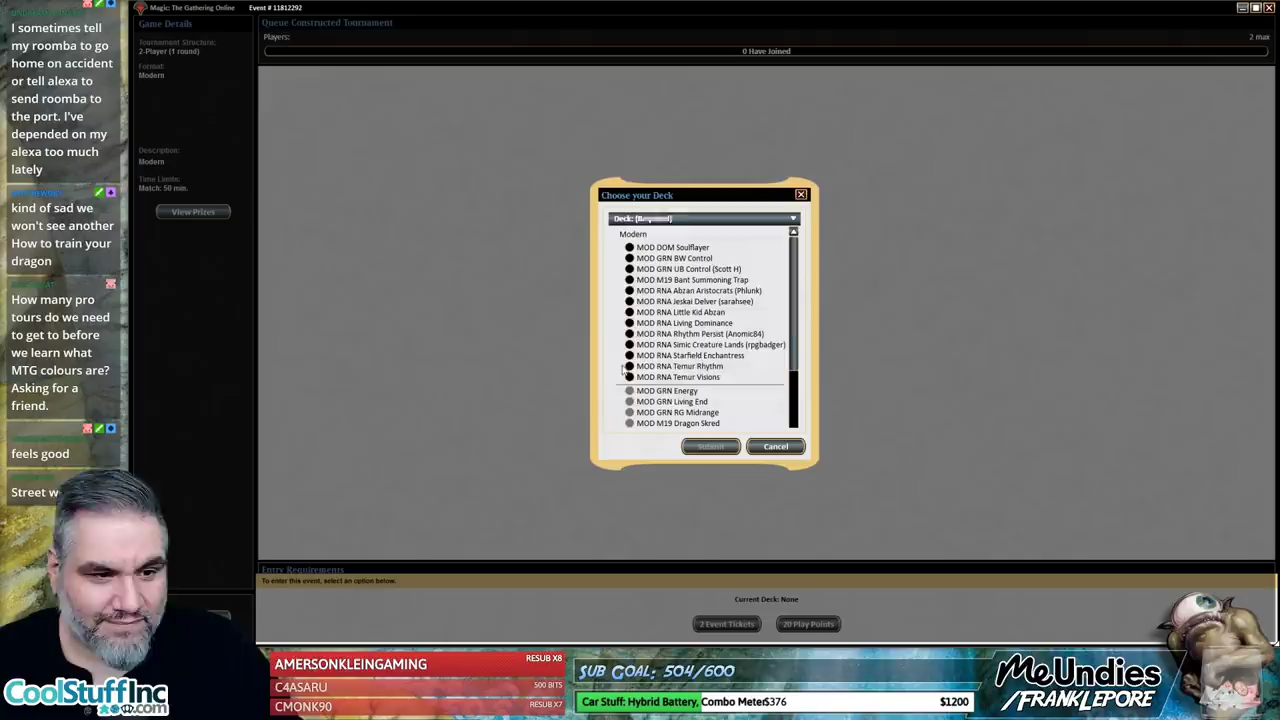 I sometimes tell
my roomba to go
home on accident
or tell alexa to
send roomba to
the port. I've
depended on my
alexa too much
lately
kind of sad we
won't see another
How to train your
dragon
How many pro
tours do we need
to get to before
we learn what
MTG colours are?
Asking for a
friend.
feels good
Street w
CoolStuffInc
.com
Magic: The Gathering Online Event # 11812292
Game Details
Tournament Structure:
2-Player (1 round)
Format:
Modern
Description:
Modern
Time Limits:
Match: 50 min.
View Prizes
Queue Constructed Tournament
Players:
2 max
0 Have Joined
Choose your Deck
Deck: (Required)
Modern
MOD DOM Soulflayer
MOD GRN BW Control
MOD GRN UB Control (Scott H)
MOD M19 Bant Summoning Trap
MOD RNA Abzan Aristocrats (Phlunk)
MOD RNA Jeskai Delver (sarahsee)
MOD RNA Little Kid Abzan
MOD RNA Living Dominance
MOD RNA Rhythm Persist (Anomic84)
MOD RNA Simic Creature Lands (rpgbadger)
MOD RNA Starfield Enchantress
MOD RNA Temur Rhythm
MOD RNA Temur Visions
MOD GRN Energy
MOD GRN Living End
MOD GRN RG Midrange
MOD M19 Dragon Skred
Submit
Cancel
Entry Requirements
To enter this event, select an option below.
Current Deck: None
2 Event Tickets
20 Play Points
AMERSONKLEINGAMING RESUB X8
C4ASARU 500 BITS
CMONK90 RESUB X7
SUB GOAL: 504/600
Car Stuff: Hybrid Battery, Combo Meter $376 $1200
MeUndies
/FRANKLEPORE